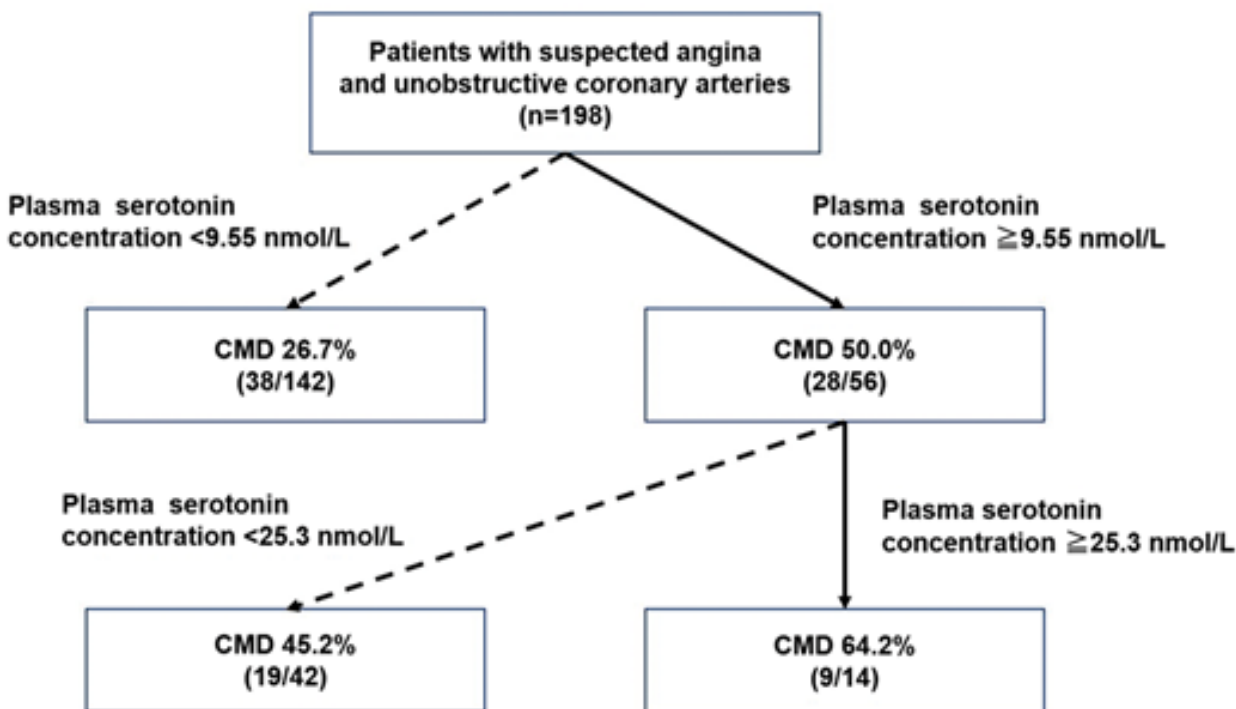 Patients with suspected angina
and unobstructive coronary arteries
(n=198)
Plasma serotonin
concentration <9.55 nmol/L
Plasma serotonin
concentration ≧9.55 nmol/L
CMD 26.7%
(38/142)
CMD 50.0%
(28/56)
Plasma serotonin
concentration <25.3 nmol/L
Plasma serotonin
concentration ≧25.3 nmol/L
CMD 45.2%
(19/42)
CMD 64.2%
(9/14)